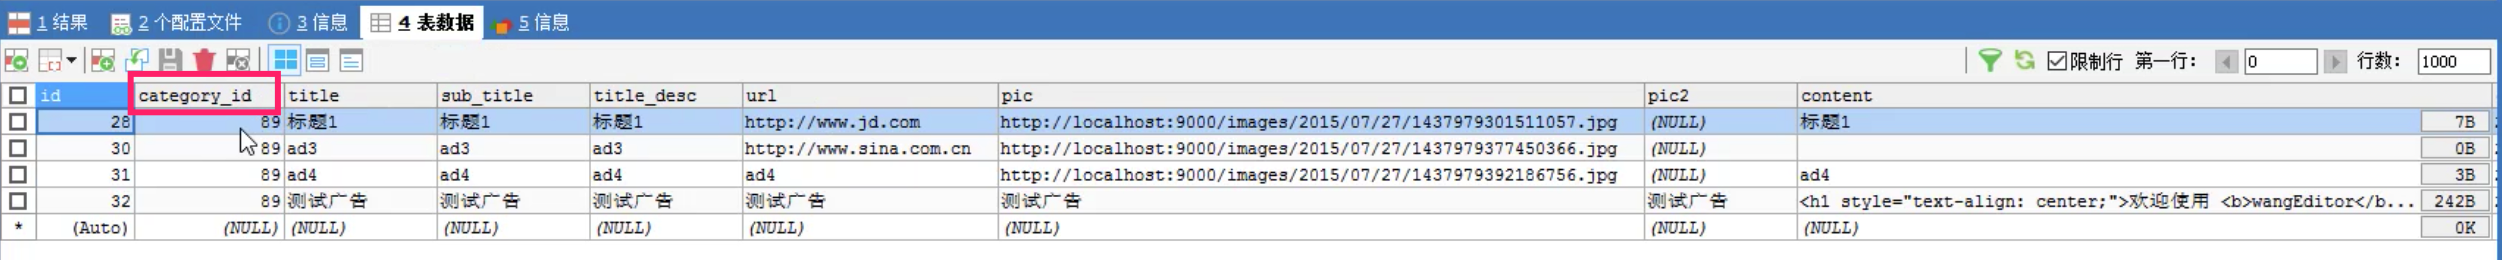 1 结果 2 个配置文件 3 信息 4 表数据 5 信息
限制行 第一行： 0 行数： 1000
id category_id title sub_title title_desc url pic pic2 content
28 89 标题1 标题1 标题1 http://www.jd.com http://localhost:9000/images/2015/07/27/1437979301511057.jpg (NULL) 标题1 7B
30 89 ad3 ad3 ad3 http://www.sina.com.cn http://localhost:9000/images/2015/07/27/1437979377450366.jpg (NULL) 0B
31 89 ad4 ad4 ad4 ad4 http://localhost:9000/images/2015/07/27/1437979392186756.jpg (NULL) ad4 3B
32 89 测试广告 测试广告 测试广告 测试广告 测试广告 测试广告 <h1 style="text-align: center;">欢迎使用 <b>wangEditor</b... 242B
* (Auto) (NULL) (NULL) (NULL) (NULL) (NULL) (NULL) (NULL) (NULL) 0K